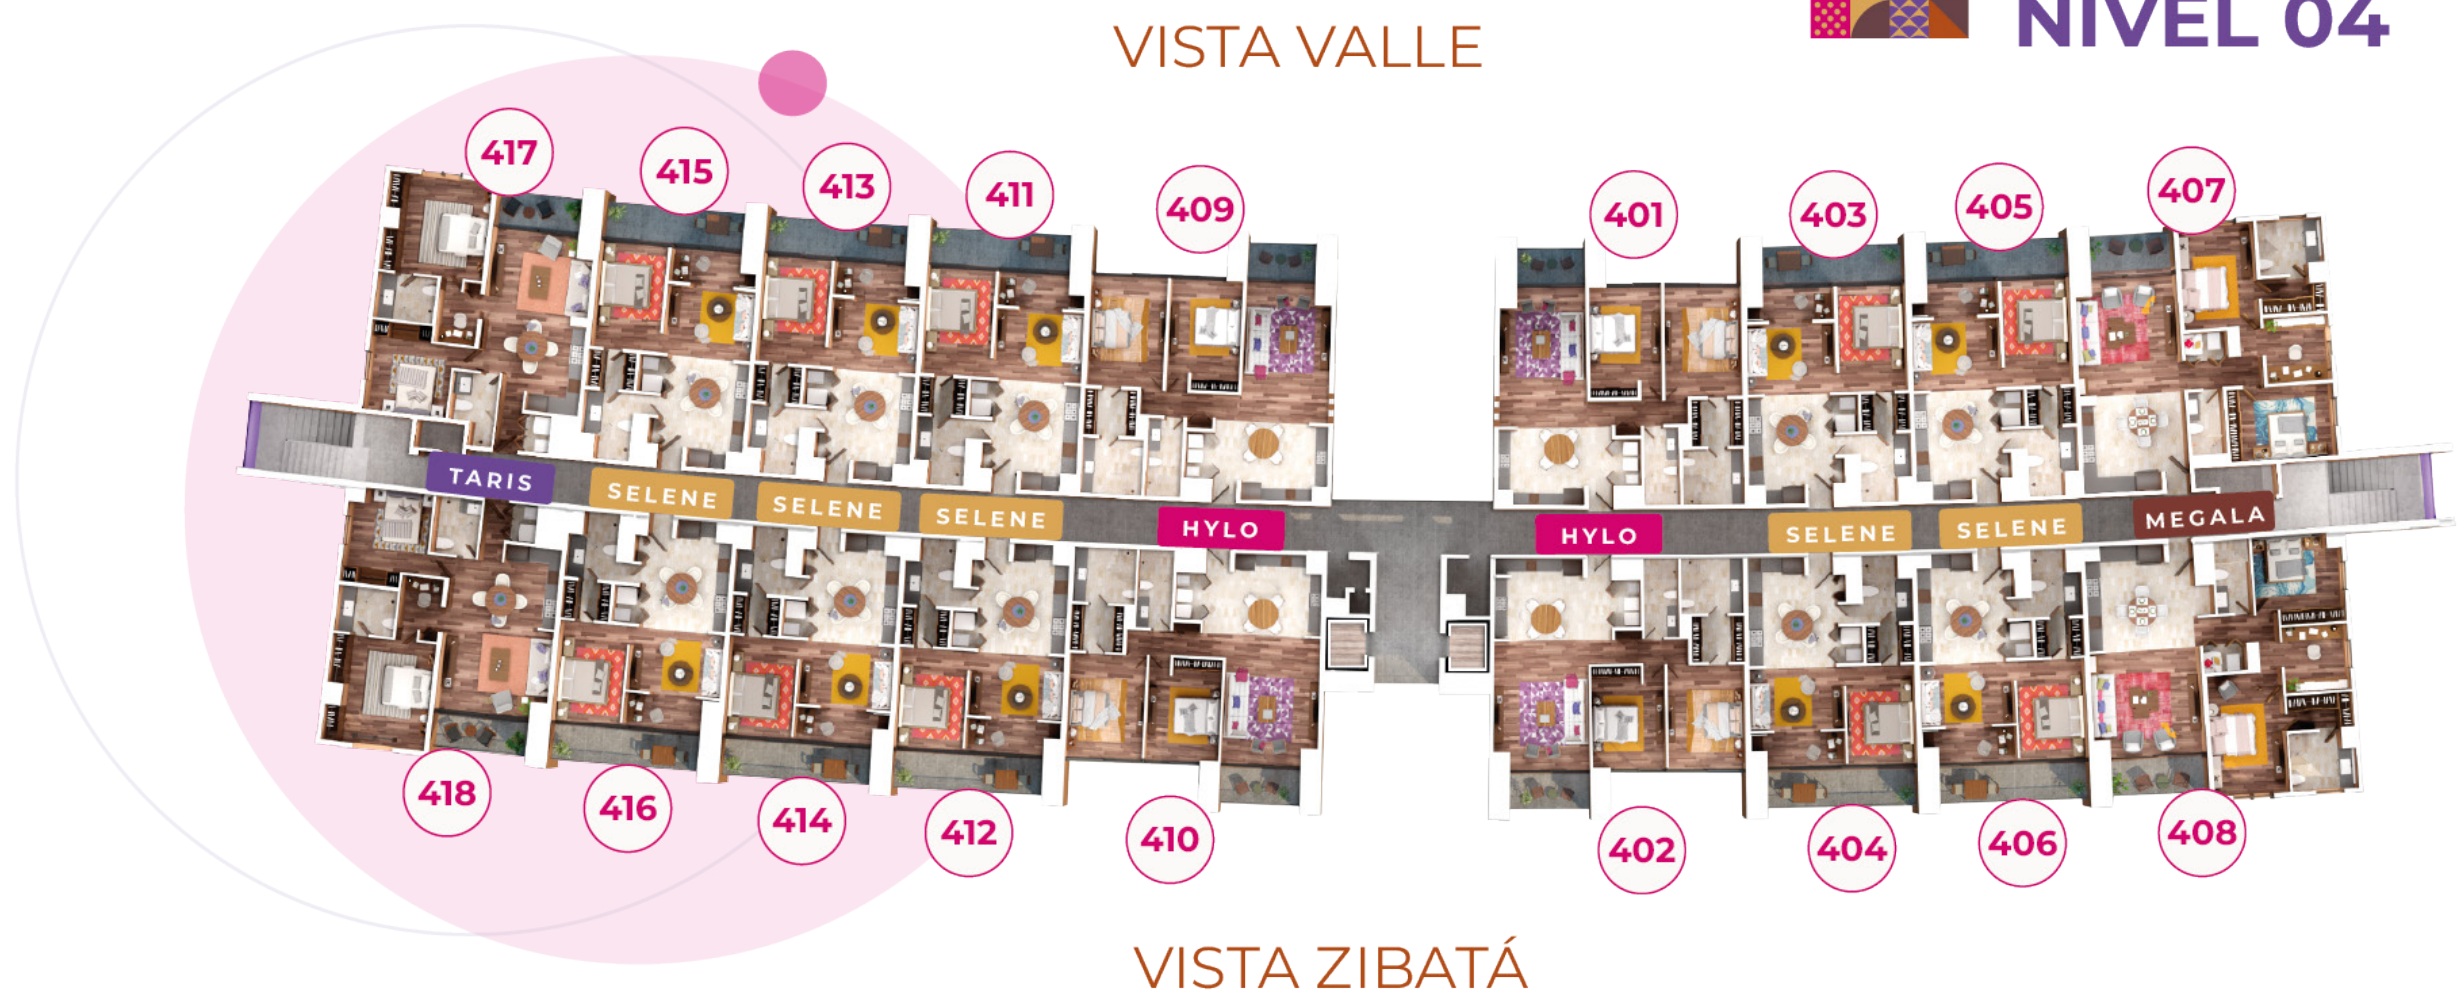 VISTA VALLE
NIVEL 04
417
415
413
411
409
401
403
405
407
TARIS
SELENE
SELENE
SELENE
HYLO
HYLO
SELENE
SELENE
MEGALA
418
416
414
412
410
402
404
406
408
VISTA ZIBATÁ